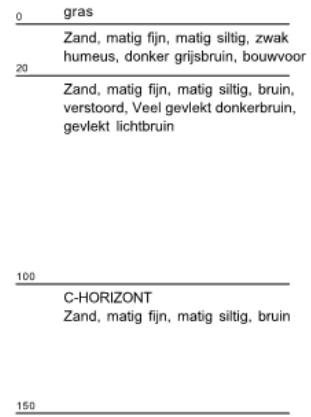 0 gras
Zand, matig fijn, matig siltig, zwak
humeus, donker grijsbruin, bouwvoor
20
Zand, matig fijn, matig siltig, bruin,
verstoord, Veel gevlekt donkerbruin,
gevlekt lichtbruin
100
C-HORIZONT
Zand, matig fijn, matig siltig, bruin
150